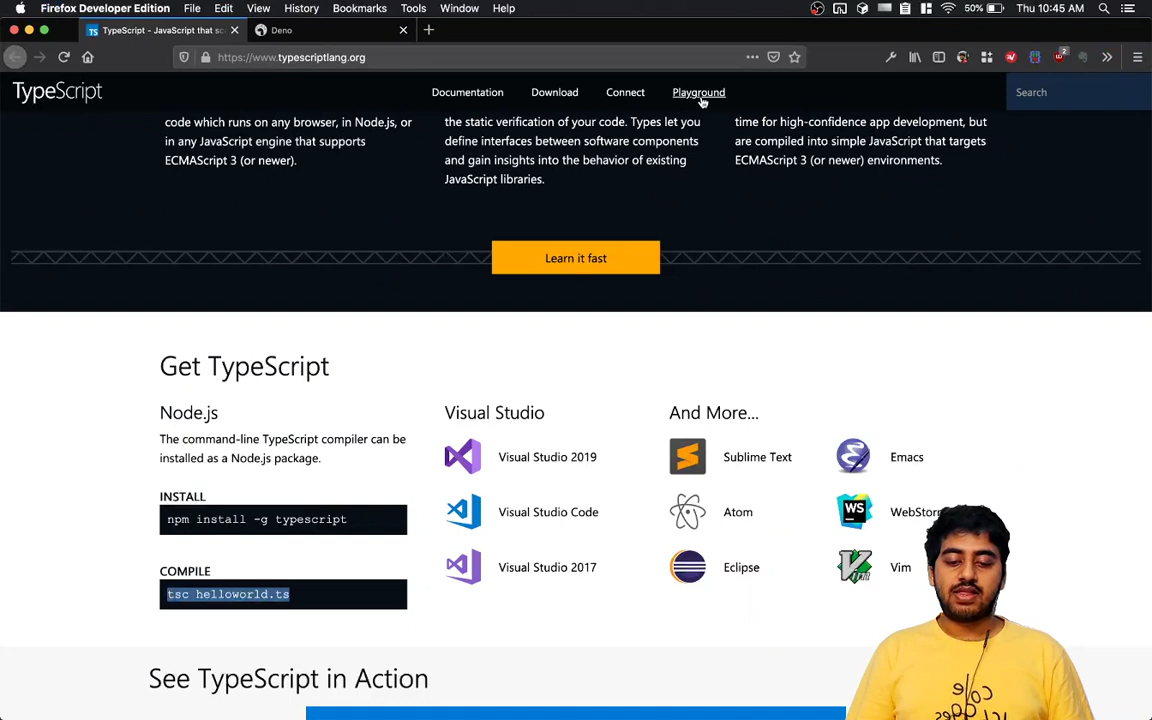 Firefox Developer Edition File Edit View History Bookmarks Tools Window Help 50% Thu 10:45 AM
TS TypeScript - JavaScript that sc Deno
https://www.typescriptlang.org 2
TypeScript Documentation Download Connect Playground Search
code which runs on any browser, in Node.js, or
in any JavaScript engine that supports
ECMAScript 3 (or newer).
the static verification of your code. Types let you
define interfaces between software components
and gain insights into the behavior of existing
JavaScript libraries.
time for high-confidence app development, but
are compiled into simple JavaScript that targets
ECMAScript 3 (or newer) environments.
Learn it fast
Get TypeScript
Node.js
The command-line TypeScript compiler can be
installed as a Node.js package.
INSTALL
npm install -g typescript
COMPILE
tsc helloworld.ts
Visual Studio
Visual Studio 2019
Visual Studio Code
Visual Studio 2017
And More...
Sublime Text
Atom
Eclipse
Emacs
WS WebStor
Vim
See TypeScript in Action